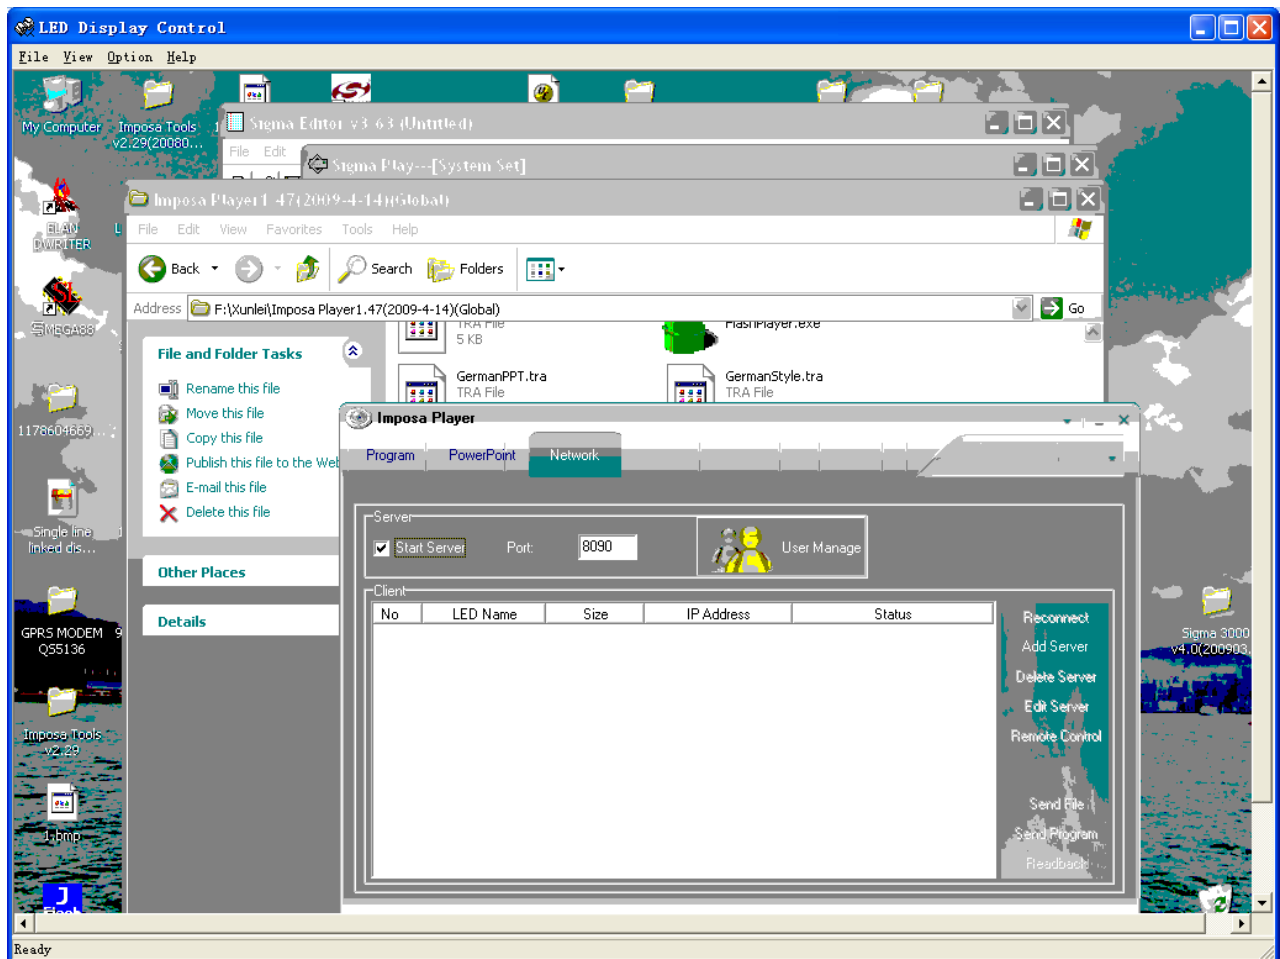 LED Display Control
File View Option Help
My Computer
Imposa Tools
v2.29(20080...
Sigma Editor v3.63 (Untitled)
File Edit
Sigma Play---[System Set]
Imposa Player1.47(2009-4-14)(Global)
File Edit View Favorites Tools Help
Back Search Folders
Address F:\Xunlei\Imposa Player1.47(2009-4-14)(Global) Go
ELAN
DWRITER
MEGA88
1178604669...
Single line
linked dis...
GPRS MODEM
QS5136
Imposa Tools
v2.29
1.bmp
J
Flash
TRA File
5 KB
FlashPlayer.exe
GermanPPT.tra
TRA File
GermanStyle.tra
TRA File
File and Folder Tasks
Rename this file
Move this file
Copy this file
Publish this file to the Web
E-mail this file
Delete this file
Other Places
Details
Imposa Player
Program PowerPoint Network
Server
Start Server Port: 8090 User Manage
Client
No LED Name Size IP Address Status
Reconnect
Add Server
Delete Server
Edit Server
Remote Control
Send File
Send Program
Readback
Sigma 3000
v4.0(200903...
Ready